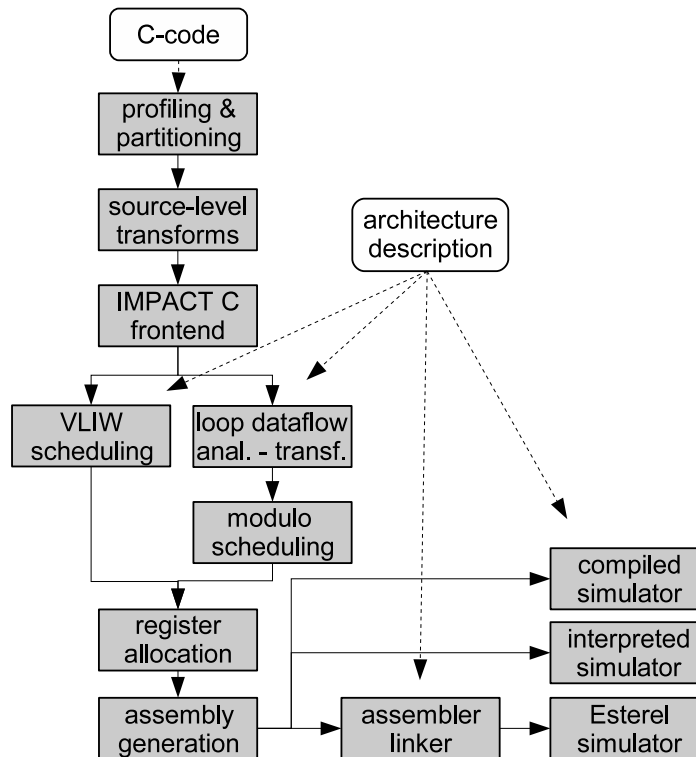 C-code
profiling &
partitioning
source-level
transforms
architecture
description
IMPACT C
frontend
VLIW
scheduling
loop dataflow
anal. - transf.
modulo
scheduling
compiled
simulator
register
allocation
interpreted
simulator
assembly
generation
assembler
linker
Esterel
simulator